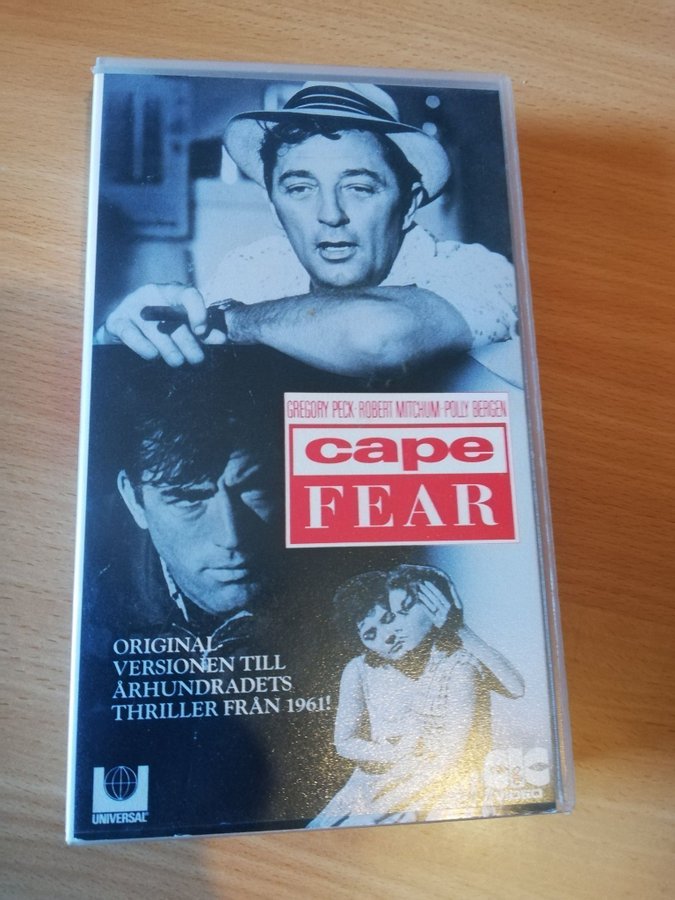 GREGORY PECK · ROBERT MITCHUM · POLLY BERGEN
cape
FEAR
ORIGINAL-
VERSIONEN TILL
ÅRHUNDRADETS
THRILLER FRÅN 1961!
UNIVERSAL
CIC
VIDEO